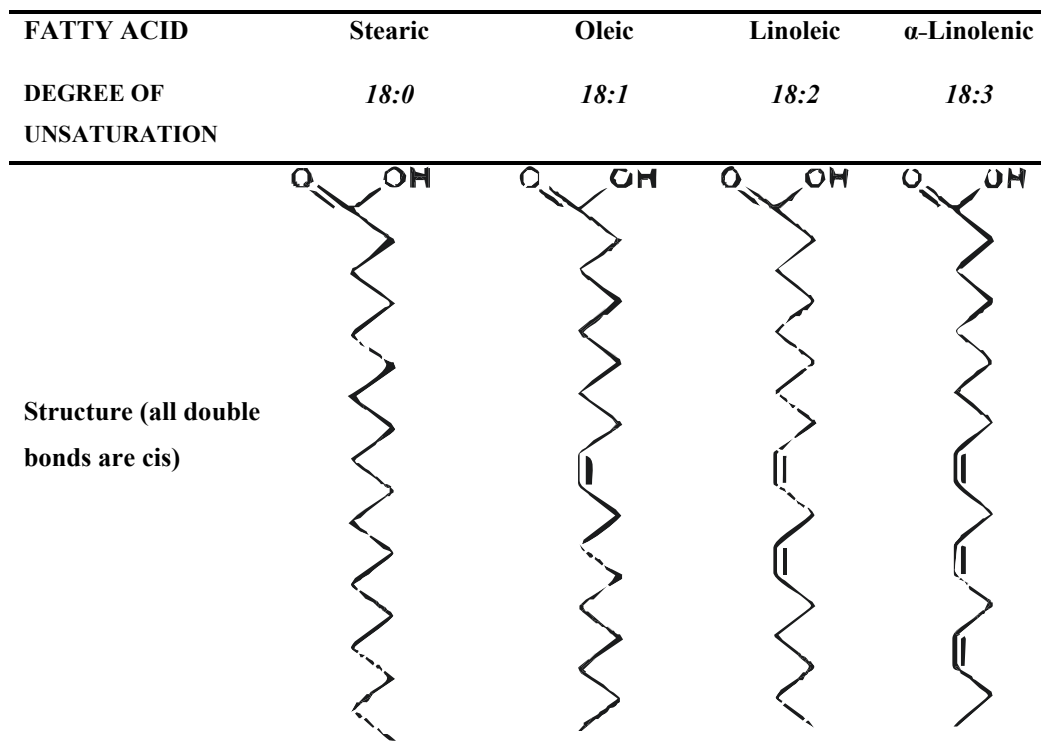 FATTY ACID Stearic Oleic Linoleic α-Linolenic
DEGREE OF 18:0 18:1 18:2 18:3
UNSATURATION
O OH O OH O OH O OH
Structure (all double
bonds are cis)